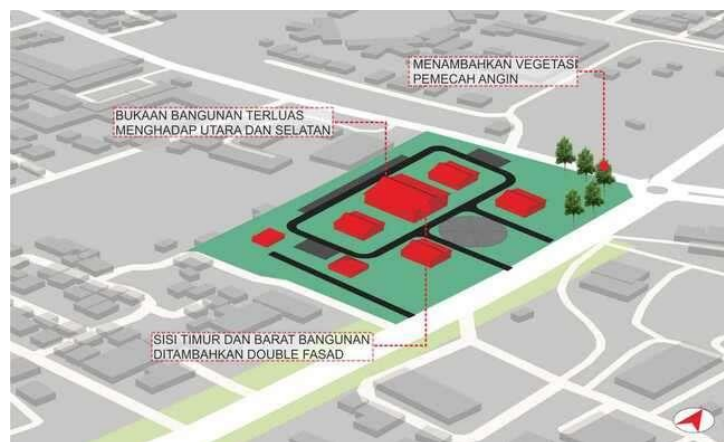 MENAMBAHKAN VEGETASI
PEMECAH ANGIN
BUKAAN BANGUNAN TERLUAS
MENGHADAP UTARA DAN SELATAN
SISI TIMUR DAN BARAT BANGUNAN
DITAMBAHKAN DOUBLE FASAD